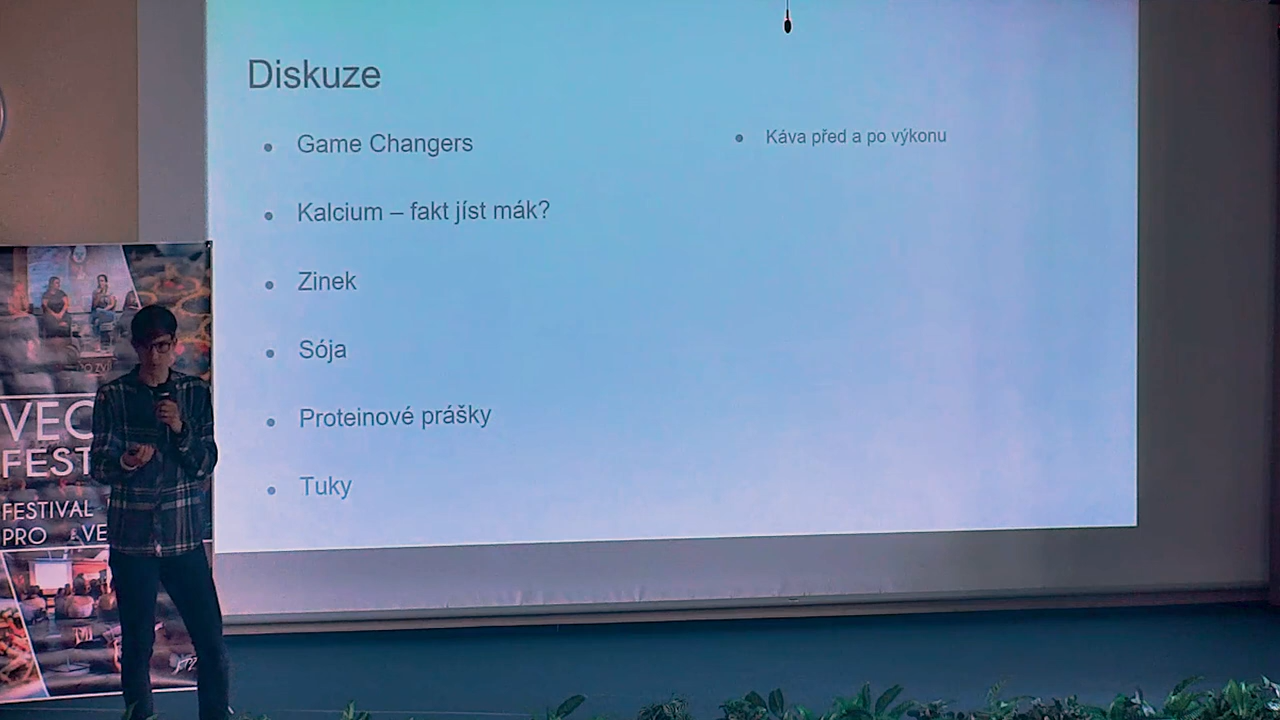 Diskuze
Game Changers
Kalcium – fakt jíst mák?
Zinek
Sója
Proteinové prášky
Tuky
Káva před a po výkonu
FEST
FESTIVAL
PRO VE